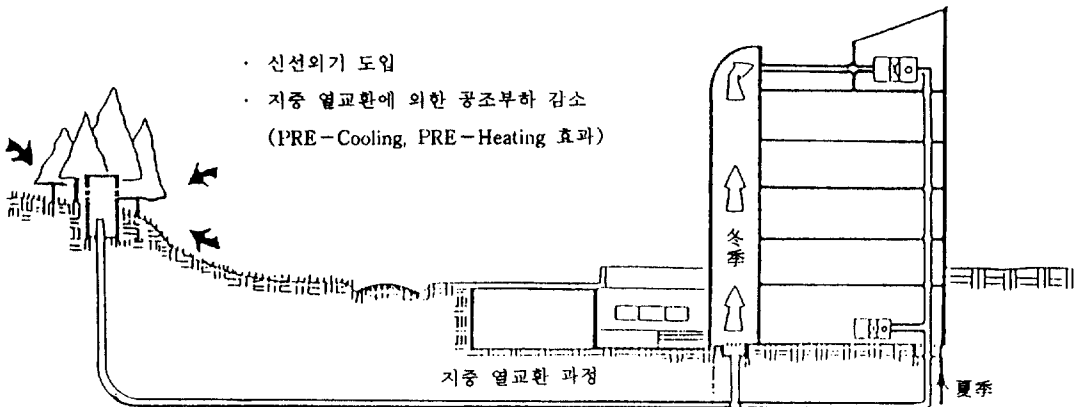 · 신선외기 도입
· 지중 열교환에 의한 공조부하 감소
(PRE-Cooling, PRE-Heating 효과)
冬季
지중 열교환 과정
夏季